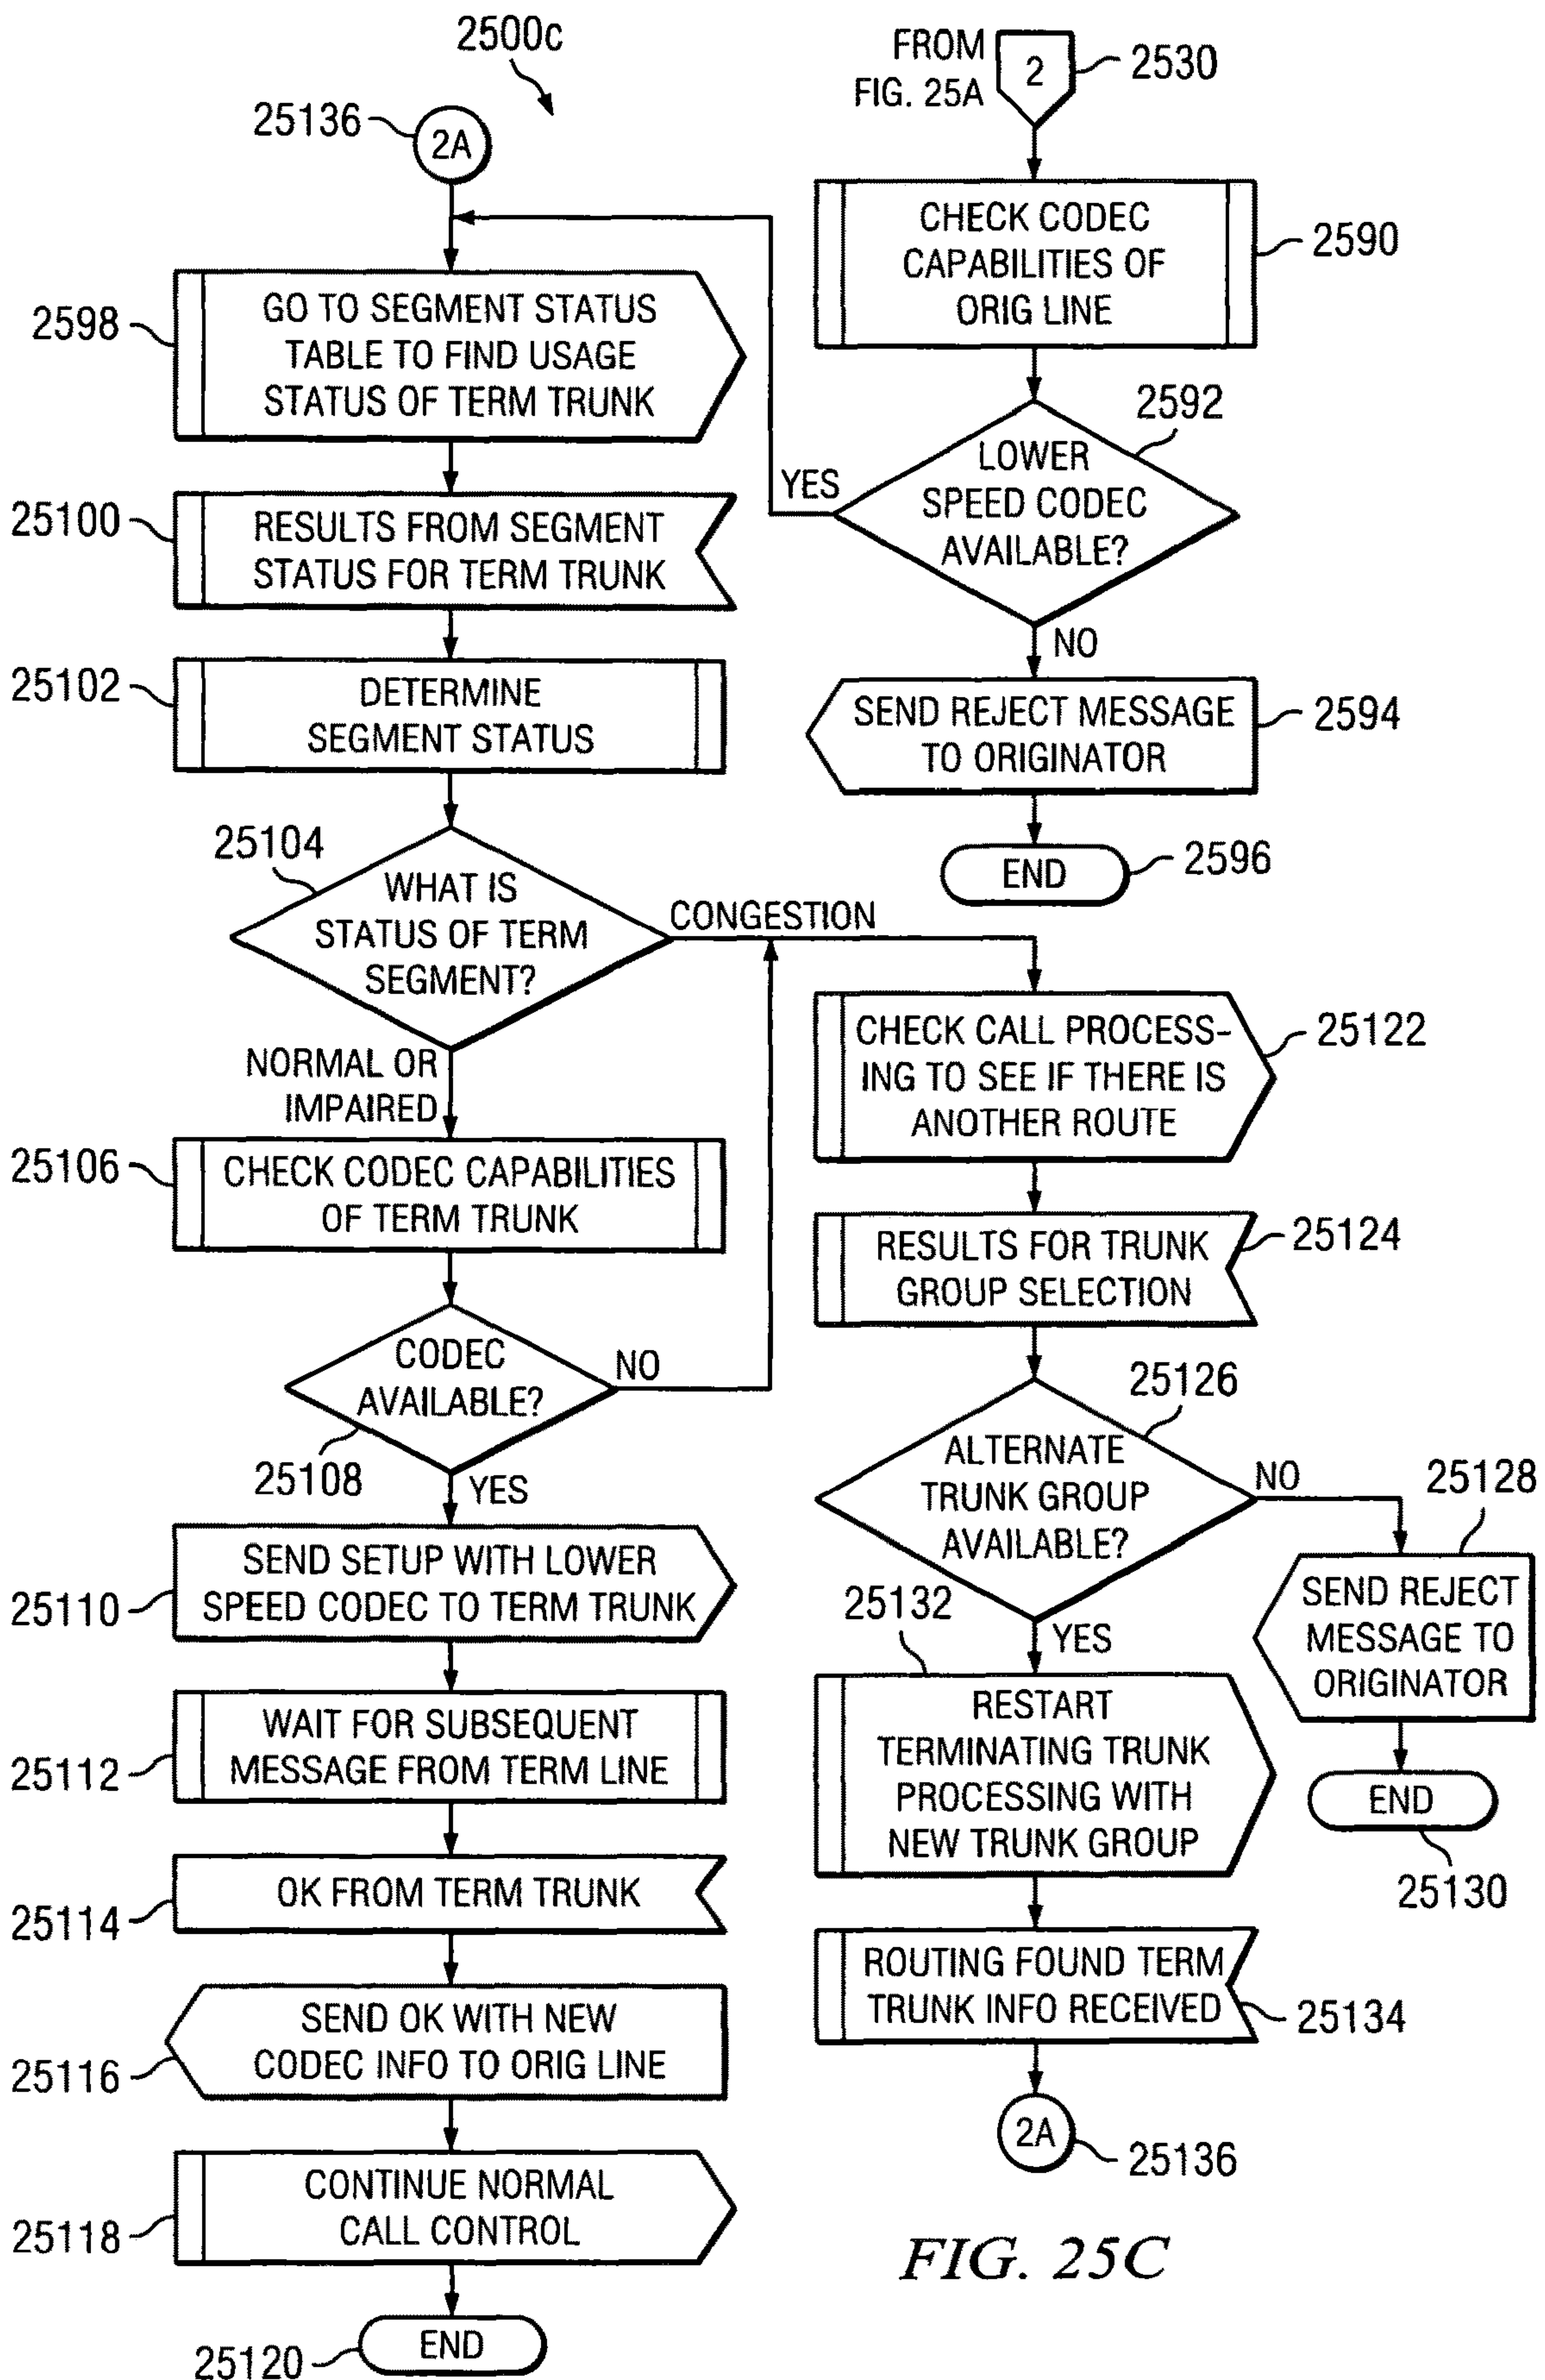 2500c
25136
2A
2598
GO TO SEGMENT STATUS
TABLE TO FIND USAGE
STATUS OF TERM TRUNK
25100
RESULTS FROM SEGMENT
STATUS FOR TERM TRUNK
25102
DETERMINE
SEGMENT STATUS
25104
WHAT IS
STATUS OF TERM
SEGMENT?
CONGESTION
NORMAL OR
IMPAIRED
25106
CHECK CODEC CAPABILITIES
OF TERM TRUNK
CODEC
AVAILABLE?
NO
25108
YES
25110
SEND SETUP WITH LOWER
SPEED CODEC TO TERM TRUNK
25112
WAIT FOR SUBSEQUENT
MESSAGE FROM TERM LINE
25114
OK FROM TERM TRUNK
25116
SEND OK WITH NEW
CODEC INFO TO ORIG LINE
25118
CONTINUE NORMAL
CALL CONTROL
25120
END
FROM
FIG. 25A
2
2530
CHECK CODEC
CAPABILITIES OF
ORIG LINE
2590
2592
LOWER
SPEED CODEC
AVAILABLE?
YES
NO
SEND REJECT MESSAGE
TO ORIGINATOR
2594
END
2596
CHECK CALL PROCESS-
ING TO SEE IF THERE IS
ANOTHER ROUTE
25122
RESULTS FOR TRUNK
GROUP SELECTION
25124
25126
ALTERNATE
TRUNK GROUP
AVAILABLE?
NO
25128
SEND REJECT
MESSAGE TO
ORIGINATOR
END
25130
YES
25132
RESTART
TERMINATING TRUNK
PROCESSING WITH
NEW TRUNK GROUP
ROUTING FOUND TERM
TRUNK INFO RECEIVED
25134
2A
25136
FIG. 25C